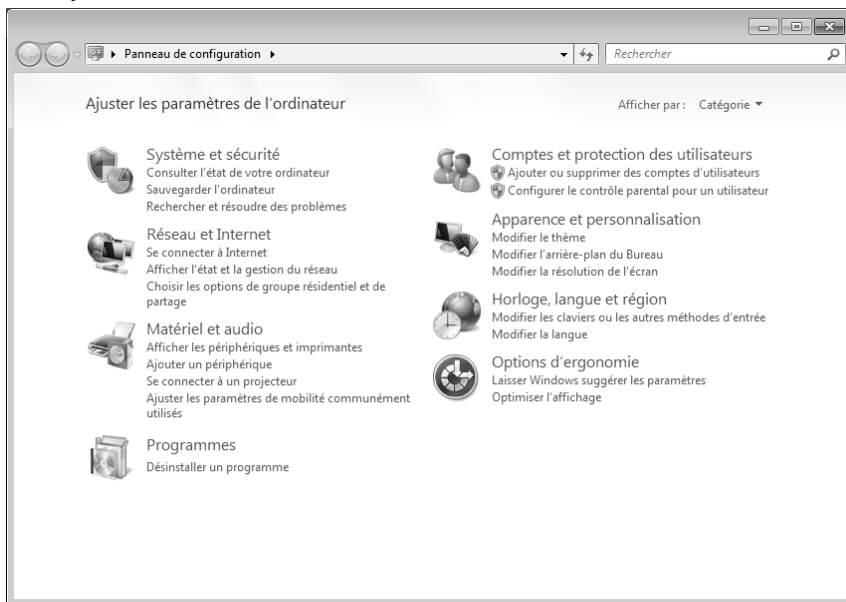 Panneau de configuration
Rechercher
Ajuster les paramètres de l'ordinateur
Afficher par : Catégorie
Système et sécurité
Consulter l'état de votre ordinateur
Sauvegarder l'ordinateur
Rechercher et résoudre des problèmes
Réseau et Internet
Se connecter à Internet
Afficher l'état et la gestion du réseau
Choisir les options de groupe résidentiel et de
partage
Matériel et audio
Afficher les périphériques et imprimantes
Ajouter un périphérique
Se connecter à un projecteur
Ajuster les paramètres de mobilité communément
utilisés
Programmes
Désinstaller un programme
Comptes et protection des utilisateurs
Ajouter ou supprimer des comptes d'utilisateurs
Configurer le contrôle parental pour un utilisateur
Apparence et personnalisation
Modifier le thème
Modifier l'arrière-plan du Bureau
Modifier la résolution de l'écran
Horloge, langue et région
Modifier les claviers ou les autres méthodes d'entrée
Modifier la langue
Options d'ergonomie
Laisser Windows suggérer les paramètres
Optimiser l'affichage